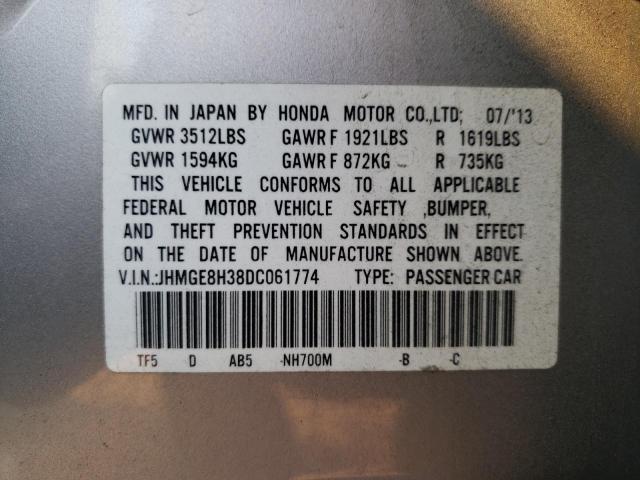 MFD. IN JAPAN BY HONDA MOTOR CO.,LTD; 07/'13
GVWR 3512LBS GAWR F 1921LBS R 1619LBS
GVWR 1594KG GAWR F 872KG R 735KG
THIS VEHICLE CONFORMS TO ALL APPLICABLE
FEDERAL MOTOR VEHICLE SAFETY ,BUMPER,
AND THEFT PREVENTION STANDARDS IN EFFECT
ON THE DATE OF MANUFACTURE SHOWN ABOVE.
V.I.N.:JHMGE8H38DC061774 TYPE: PASSENGER CAR
TF5 D AB5 -NH700M -B -C